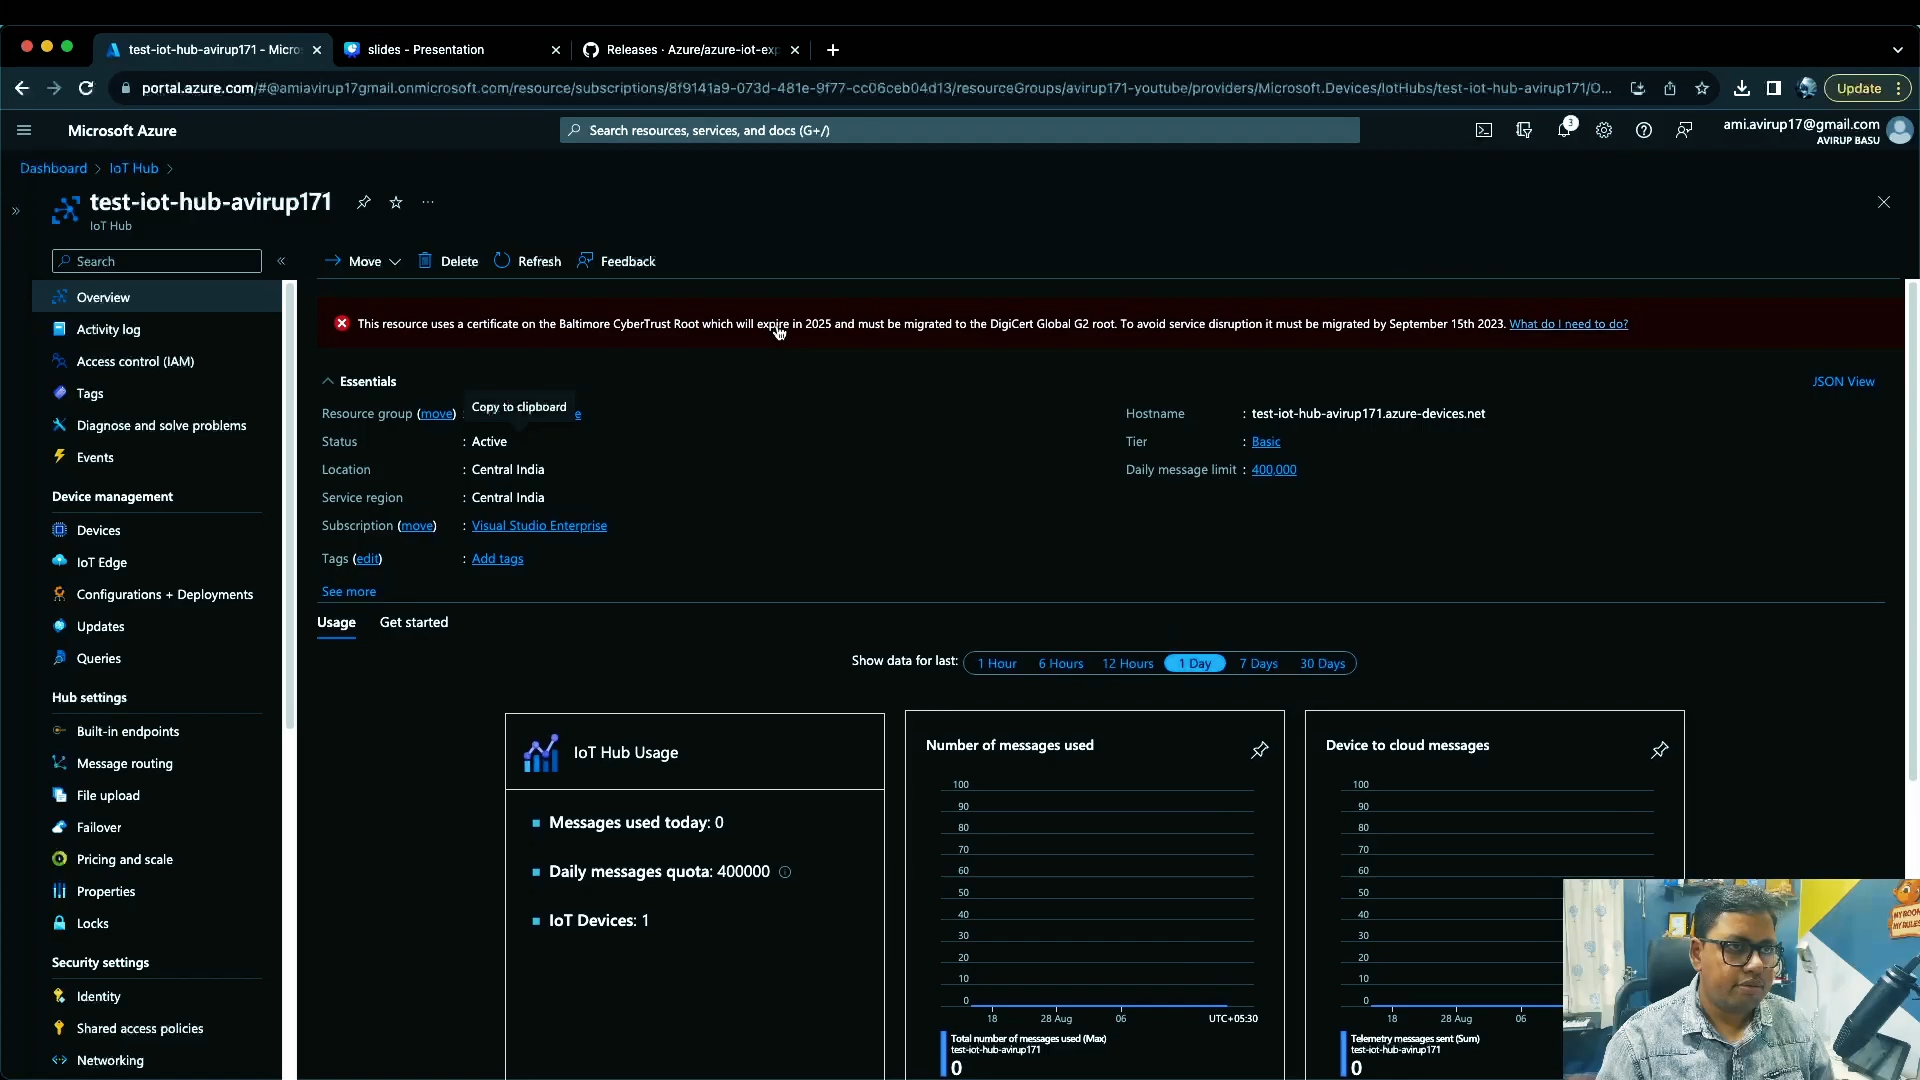 test-iot-hub-avirup171 - Micros
slides - Presentation
Releases · Azure/azure-iot-exp
portal.azure.com/#@amiavirup17gmail.onmicrosoft.com/resource/subscriptions/8f9141a9-073d-481e-9f77-cc06ceb04d13/resourceGroups/avirup171-youtube/providers/Microsoft.Devices/IotHubs/test-iot-hub-avirup171/O...
Update
Microsoft Azure
Search resources, services, and docs (G+/)
3
ami.avirup17@gmail.com
AVIRUP BASU
Dashboard > IoT Hub >
test-iot-hub-avirup171
IoT Hub
Search
Move
Delete
Refresh
Feedback
Overview
Activity log
Access control (IAM)
Tags
Diagnose and solve problems
Events
Device management
Devices
IoT Edge
Configurations + Deployments
Updates
Queries
Hub settings
Built-in endpoints
Message routing
File upload
Failover
Pricing and scale
Properties
Locks
Security settings
Identity
Shared access policies
Networking
This resource uses a certificate on the Baltimore CyberTrust Root which will expire in 2025 and must be migrated to the DigiCert Global G2 root. To avoid service disruption it must be migrated by September 15th 2023. What do I need to do?
Essentials
JSON View
Copy to clipboard
Resource group (move) : e
Status : Active
Location : Central India
Service region : Central India
Subscription (move) : Visual Studio Enterprise
Tags (edit) : Add tags
See more
Hostname : test-iot-hub-avirup171.azure-devices.net
Tier : Basic
Daily message limit : 400,000
Usage
Get started
Show data for last:
1 Hour
6 Hours
12 Hours
1 Day
7 Days
30 Days
IoT Hub Usage
Messages used today: 0
Daily messages quota: 400000
IoT Devices: 1
Number of messages used
100
90
80
70
60
50
40
30
20
10
0
18
28 Aug
06
UTC+05:30
Total number of messages used (Max)
test-iot-hub-avirup171
0
Device to cloud messages
100
90
80
70
60
50
40
30
20
10
0
18
28 Aug
06
Telemetry messages sent (Sum)
test-iot-hub-avirup171
0
MY ROOM
MY RULES